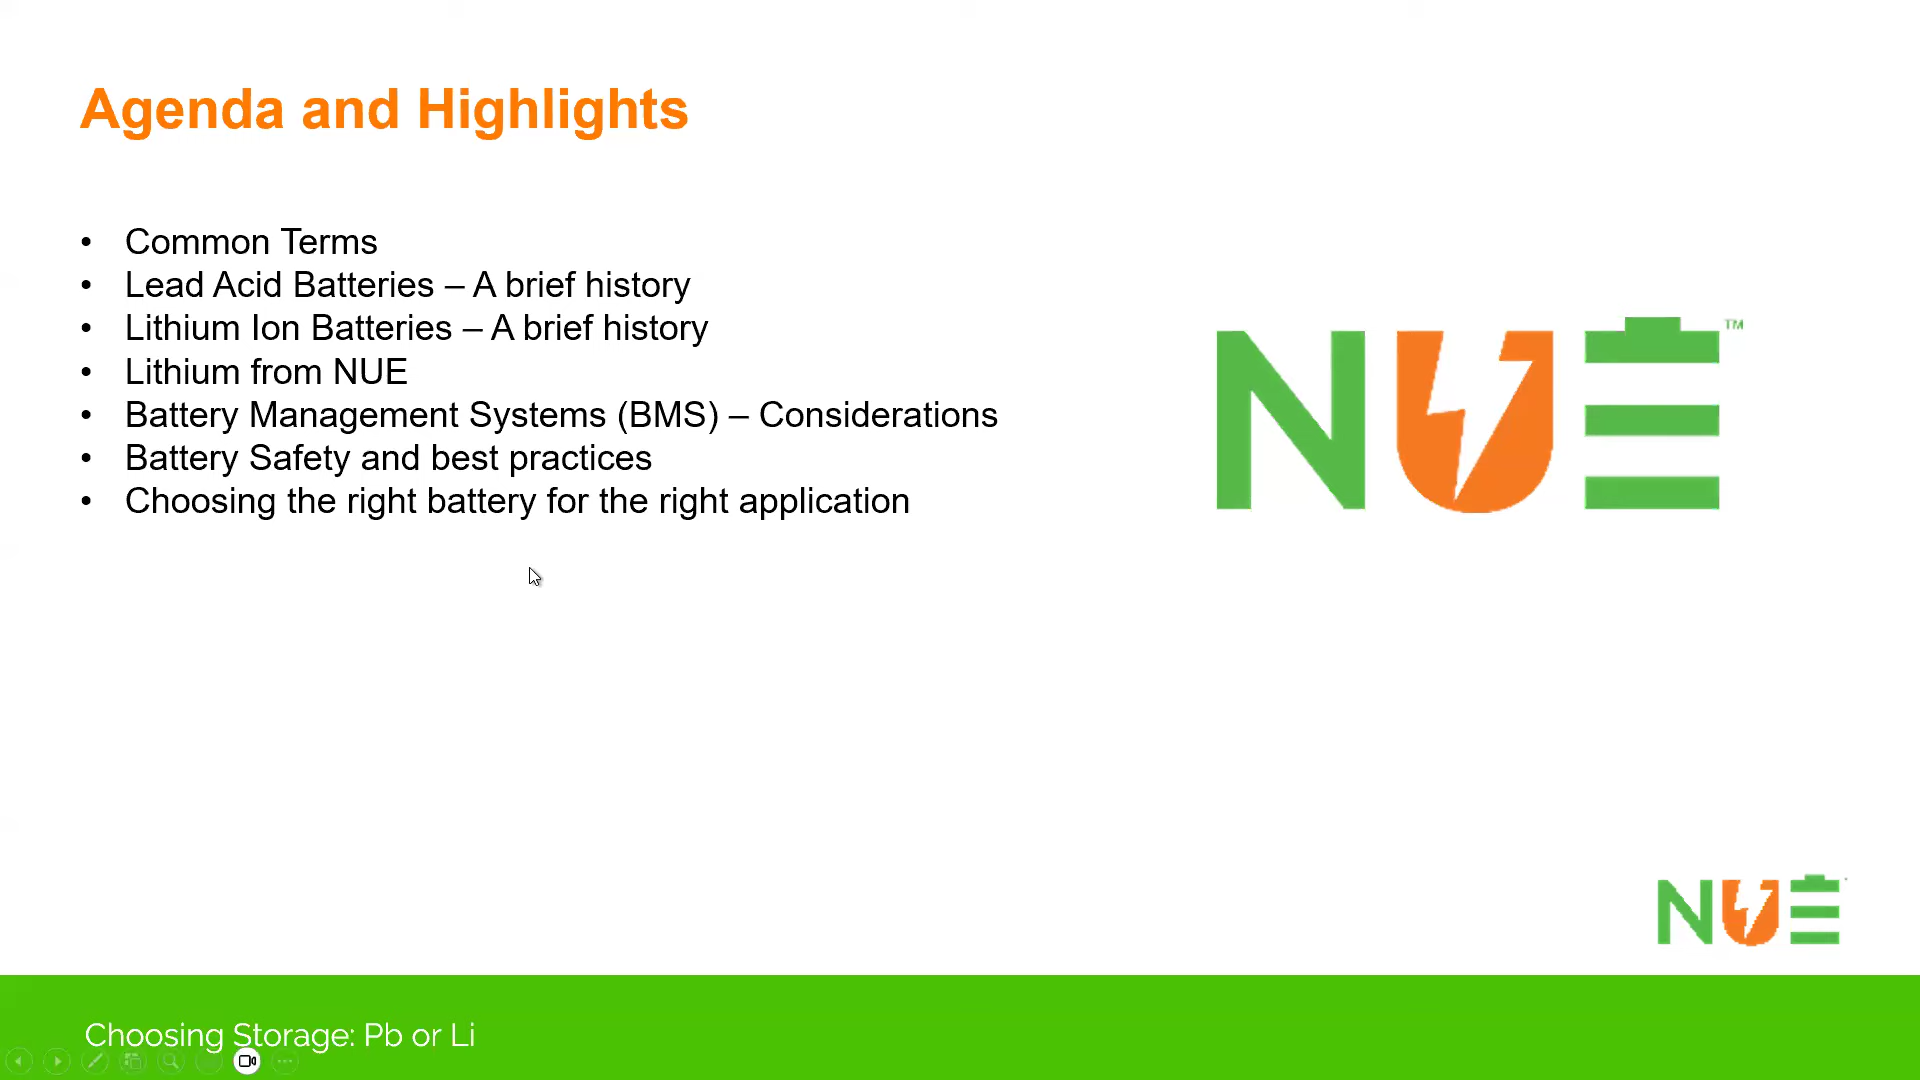 Agenda and Highlights
• Common Terms
• Lead Acid Batteries – A brief history
• Lithium Ion Batteries – A brief history
• Lithium from NUE
• Battery Management Systems (BMS) – Considerations
• Battery Safety and best practices
• Choosing the right battery for the right application
NUE™
NUE
Choosing Storage: Pb or Li